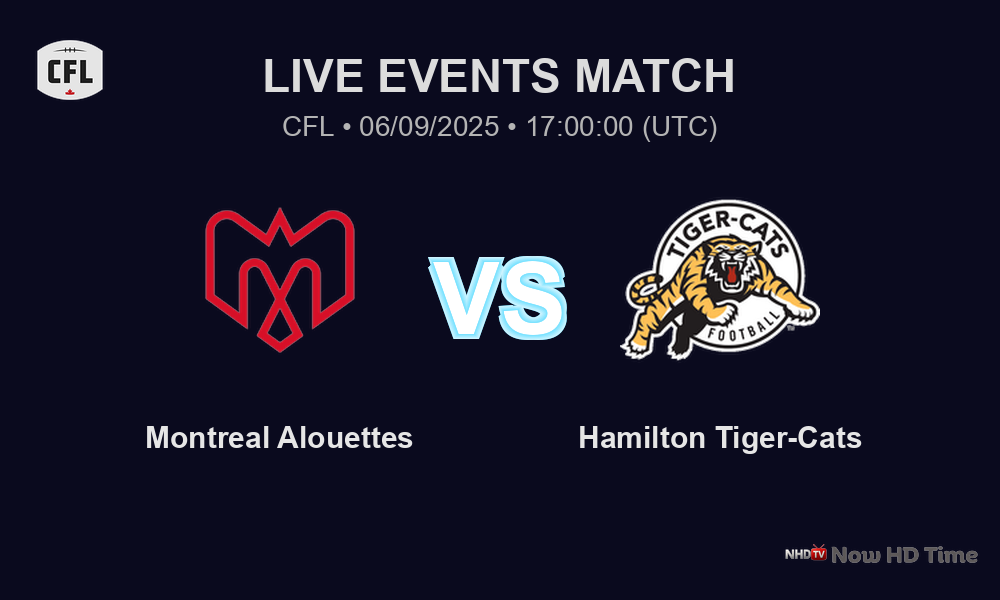 CFL
LIVE EVENTS MATCH
CFL • 06/09/2025 • 17:00:00 (UTC)
TIGER-CATS
FOOTBALL
TM
VS
Montreal Alouettes
Hamilton Tiger-Cats
NHD TV Now HD Time